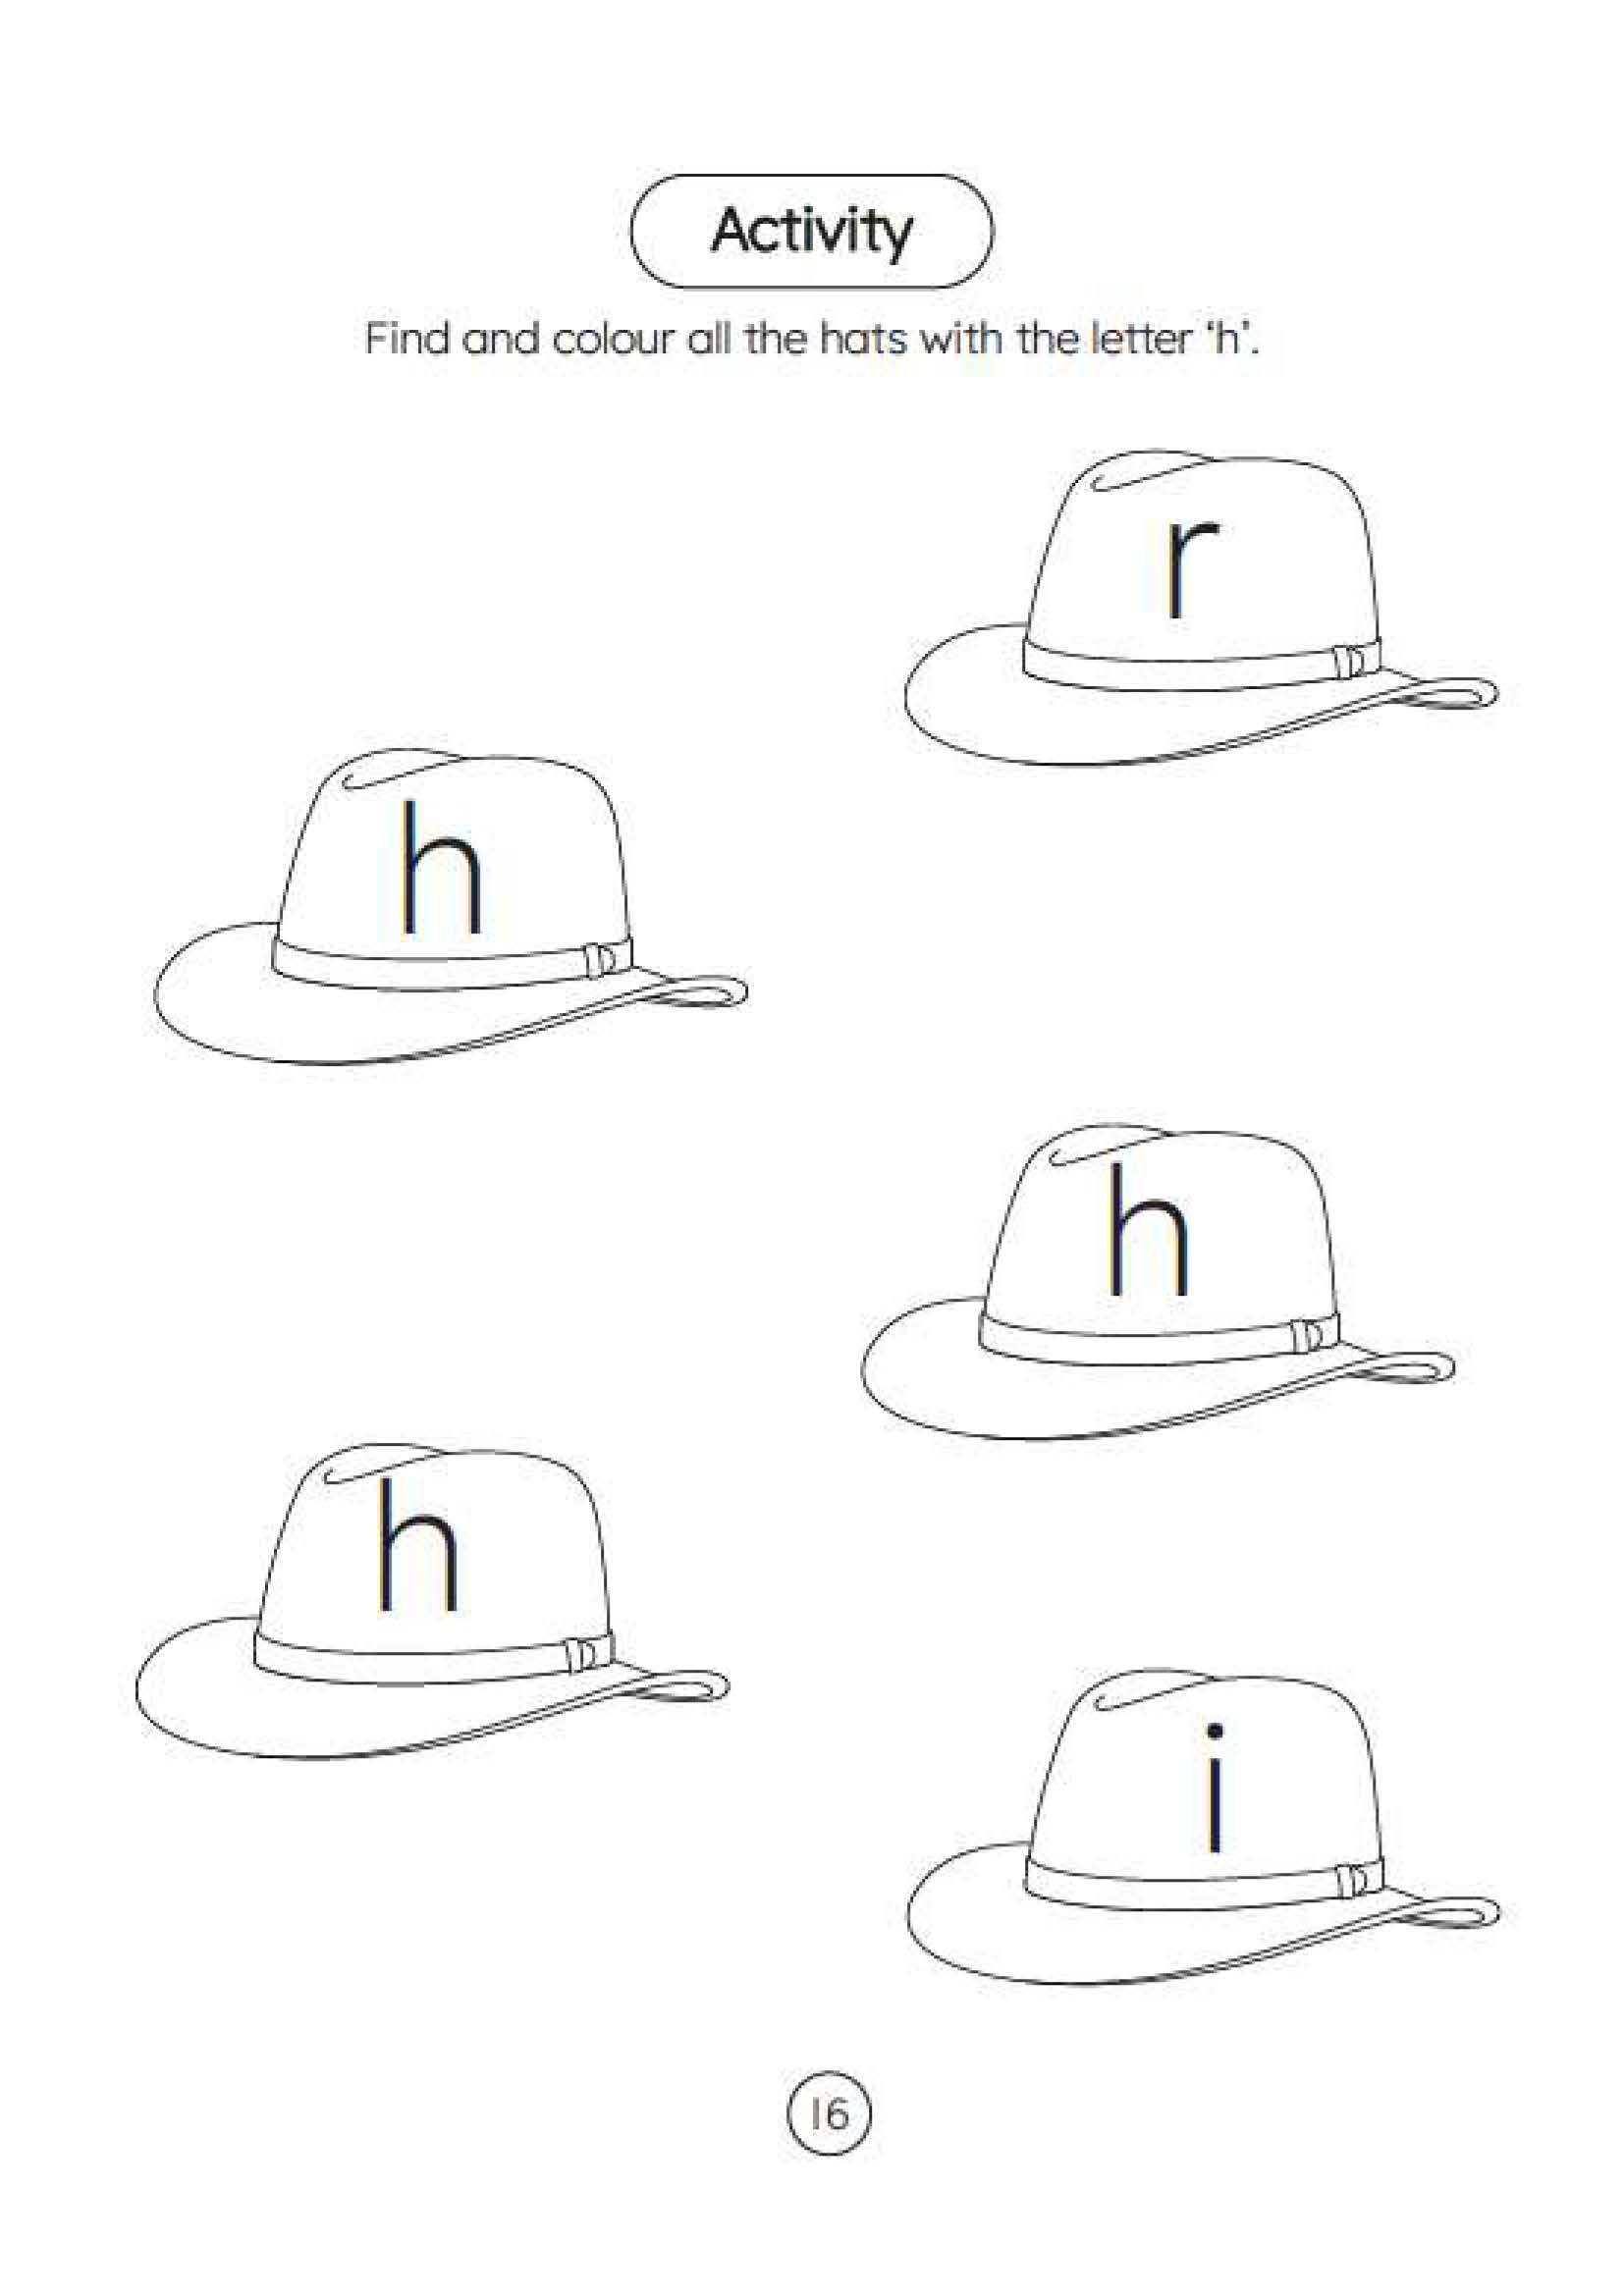 Activity
Find and colour all the hats with the letter ‘h’.
r
h
h
h
i
16